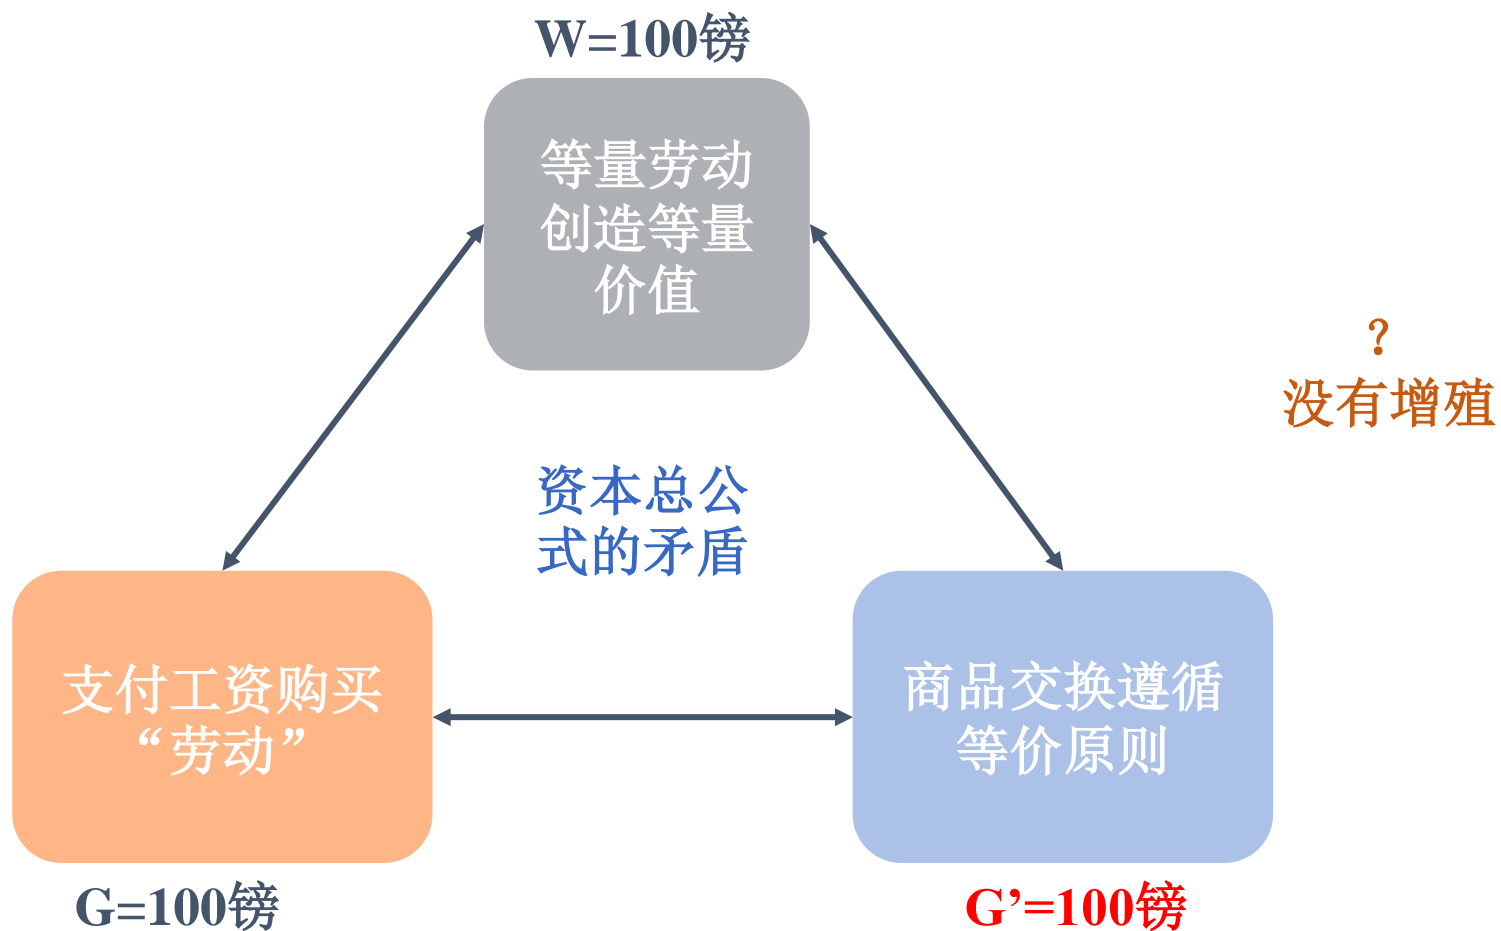 W=100镑
等量劳动
创造等量
价值
?
没有增殖
资本总公
式的矛盾
支付工资购买
“劳动”
商品交换遵循
等价原则
G=100镑
G’=100镑